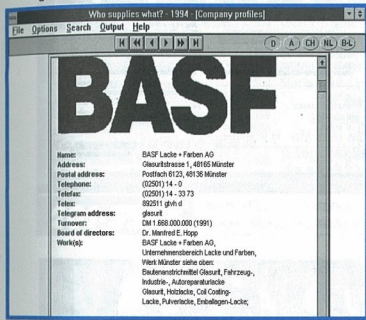 Who supplies what? - 1994 - [Company profiles]
File Options Search Output Help
D A CH NL B-L
BASF
Name: BASF Lacke + Farben AG
Address: Glasuritstrasse 1, 48165 Münster
Postal address: Postfach 6123, 48136 Münster
Telephone: (02501) 14 - 0
Telefax: (02501) 14 - 33 73
Telex: 892511 gtvh d
Telegram address: glasurit
Turnover: DM 1.668.000.000 (1991)
Board of directors: Dr. Manfred E. Hopp
Work(s): BASF Lacke + Farben AG,
Unternehmensbereich Lacke und Farben,
Werk Münster siehe oben:
Bautenanstrichmittel Glasurit, Fahrzeug-,
Industrie-, Autoreparaturlacke
Glasurit, Holzlacke, Coil Coating-
Lacke, Pulverlacke, Emballagen-Lacke;